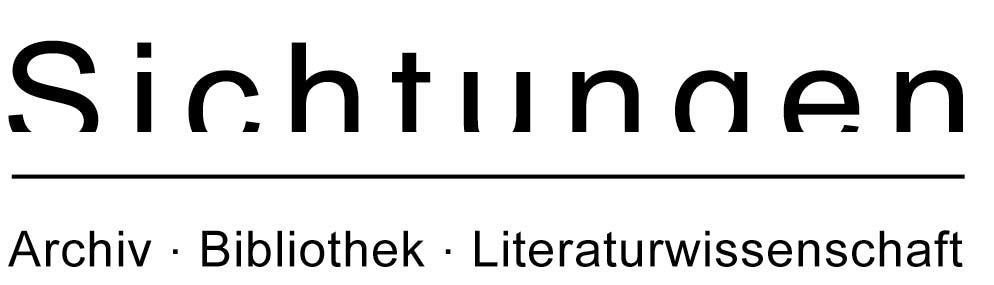 Sichtungen
Archiv · Bibliothek · Literaturwissenschaft